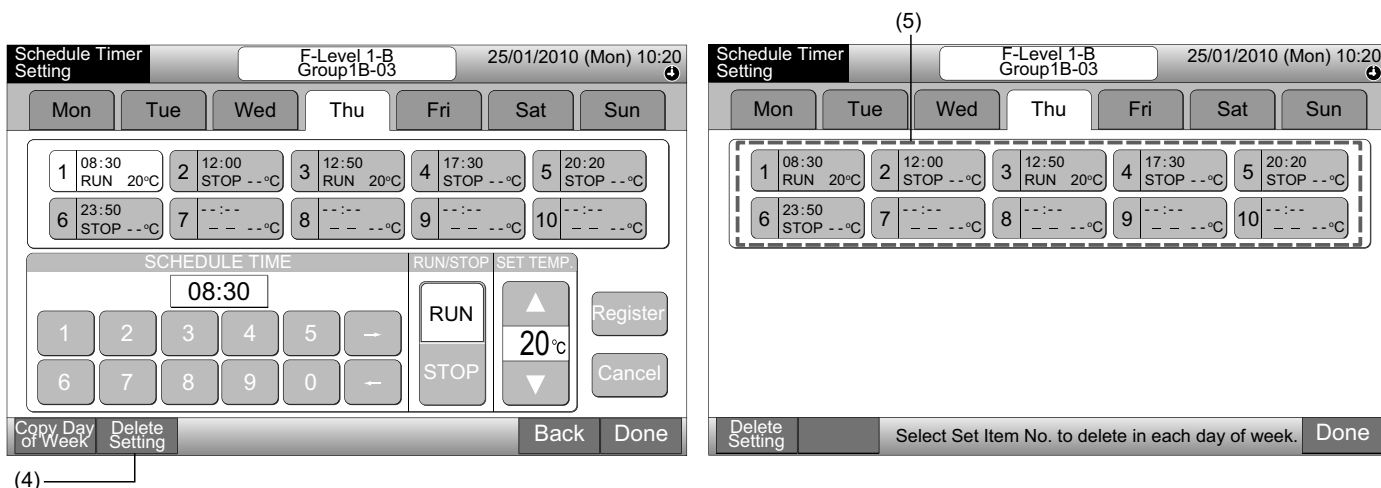 (5)
Schedule Timer
Setting
F-Level 1-B
Group1B-03
25/01/2010 (Mon) 10:20
Mon Tue Wed Thu Fri Sat Sun
1 08:30 RUN 20°C
2 12:00 STOP --°C
3 12:50 RUN 20°C
4 17:30 STOP --°C
5 20:20 STOP --°C
6 23:50 STOP --°C
7 --:-- -- --°C
8 --:-- -- --°C
9 --:-- -- --°C
10 --:-- -- --°C
SCHEDULE TIME RUN/STOP SET TEMP.
08:30
1 2 3 4 5 →
6 7 8 9 0 ←
RUN
STOP
▲
20°C
▼
Register
Cancel
Copy Day
of Week
Delete
Setting
Back Done
(4)
Schedule Timer
Setting
F-Level 1-B
Group1B-03
25/01/2010 (Mon) 10:20
Mon Tue Wed Thu Fri Sat Sun
1 08:30 RUN 20°C
2 12:00 STOP --°C
3 12:50 RUN 20°C
4 17:30 STOP --°C
5 20:20 STOP --°C
6 23:50 STOP --°C
7 --:-- -- --°C
8 --:-- -- --°C
9 --:-- -- --°C
10 --:-- -- --°C
Delete
Setting
Select Set Item No. to delete in each day of week.
Done